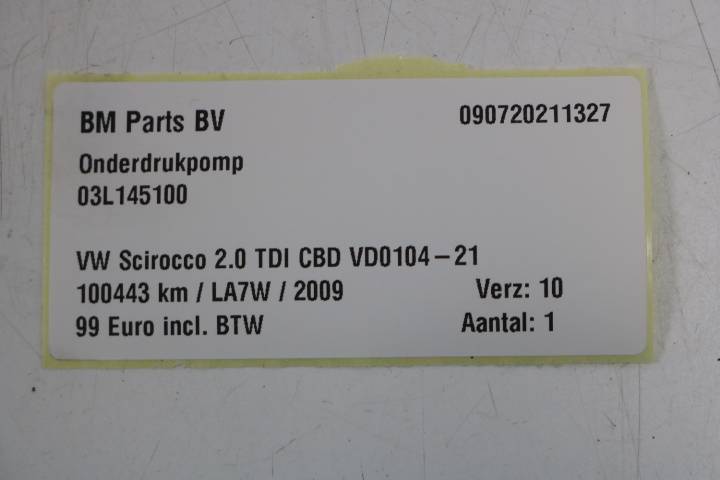 BM Parts BV 090720211327
Onderdrukpomp
03L145100
VW Scirocco 2.0 TDI CBD VD0104-21
100443 km / LA7W / 2009 Verz: 10
99 Euro incl. BTW Aantal: 1